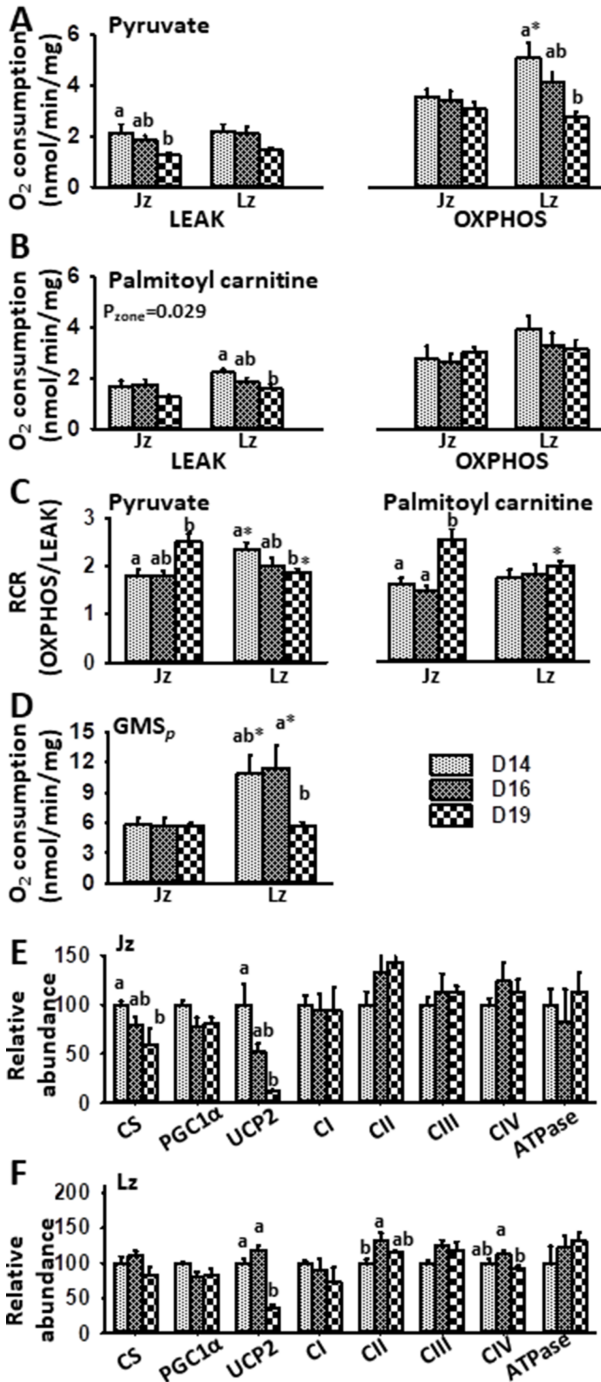 A
Pyruvate
O2 consumption
(nmol/min/mg)
6
4
2
0
a ab b
a* ab b
Jz Lz
LEAK
Jz Lz
OXPHOS
B
Palmitoyl carnitine
Pzone=0.029
O2 consumption
(nmol/min/mg)
6
4
2
0
a ab b
Jz Lz
LEAK
Jz Lz
OXPHOS
C
Pyruvate
Palmitoyl carnitine
RCR
(OXPHOS/LEAK)
3
2
1
0
a ab b
a* ab b*
a a b
*
Jz Lz
Jz Lz
D
GMSp
O2 consumption
(nmol/min/mg)
15
12
9
6
3
0
ab* a* b
Jz Lz
D14
D16
D19
E
Jz
Relative
abundance
150
100
50
0
a ab b
a ab b
CS PGC1α UCP2 CI CII CIII CIV ATPase
F
Lz
Relative
abundance
200
150
100
50
0
a a b
b a ab
ab a b
CS PGC1α UCP2 CI CII CIII CIV ATPase